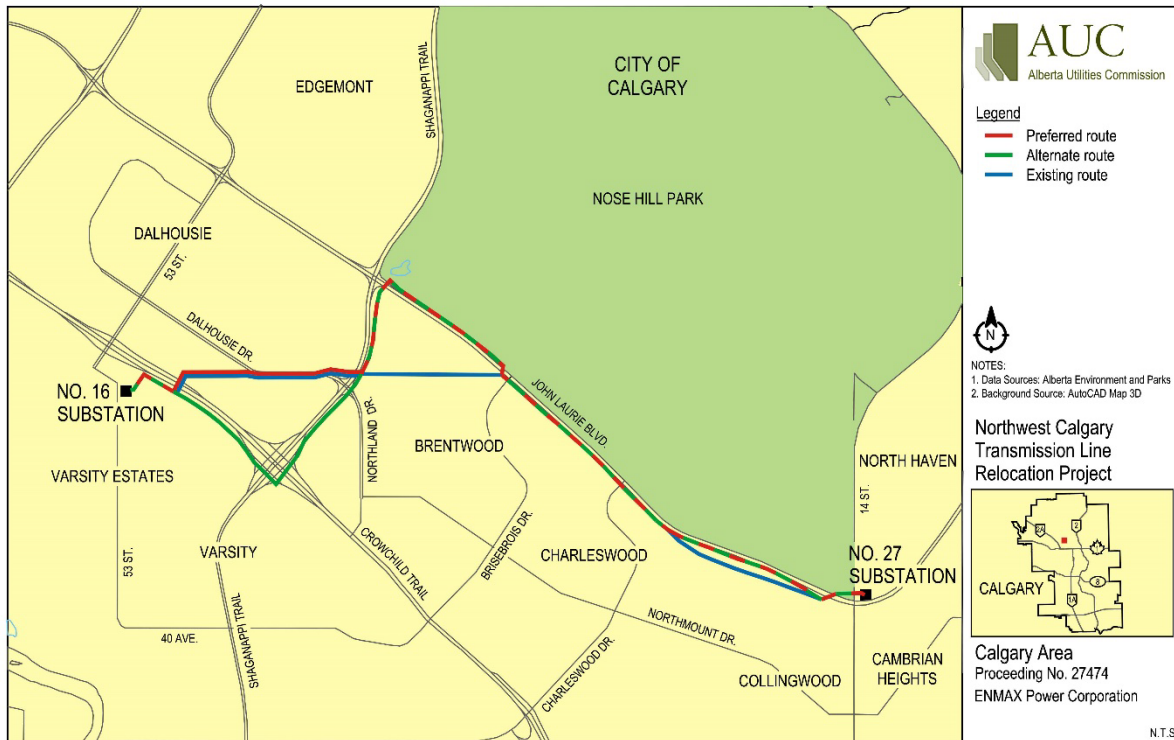 EDGEMONT
SHAGANAPPI TRAIL
CITY OF
CALGARY
NOSE HILL PARK
DALHOUSIE
53 ST.
DALHOUSIE DR.
NO. 16
SUBSTATION
JOHN LAURIE BLVD.
NORTHLAND DR.
BRENTWOOD
VARSITY ESTATES
NORTH HAVEN
14 ST.
BRISEBROIS DR.
CROWCHILD TRAIL
VARSITY
53 ST.
CHARLESWOOD
NO. 27
SUBSTATION
40 AVE.
SHAGANAPPI TRAIL
NORTHMOUNT DR.
CHARLESWOOD DR.
COLLINGWOOD
CAMBRIAN
HEIGHTS
AUC
Alberta Utilities Commission
Legend
Preferred route
Alternate route
Existing route
N
NOTES:
1. Data Sources: Alberta Environment and Parks
2. Background Source: AutoCAD Map 3D
Northwest Calgary
Transmission Line
Relocation Project
2A
2
CALGARY
8
1A
Calgary Area
Proceeding No. 27474
ENMAX Power Corporation
N.T.S